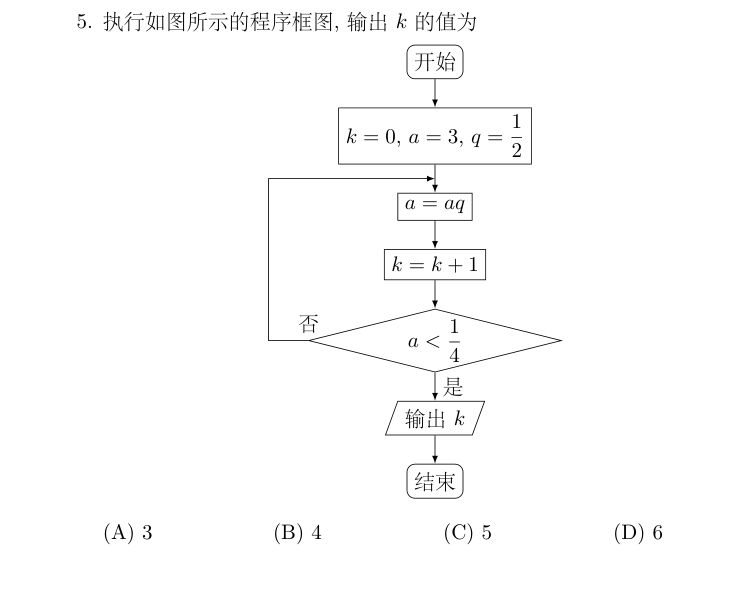 5. 执行如图所示的程序框图, 输出 k 的值为
开始
k = 0, a = 3, q = 1/2
a = aq
k = k + 1
否
a < 1/4
是
输出 k
结束
(A) 3 (B) 4 (C) 5 (D) 6